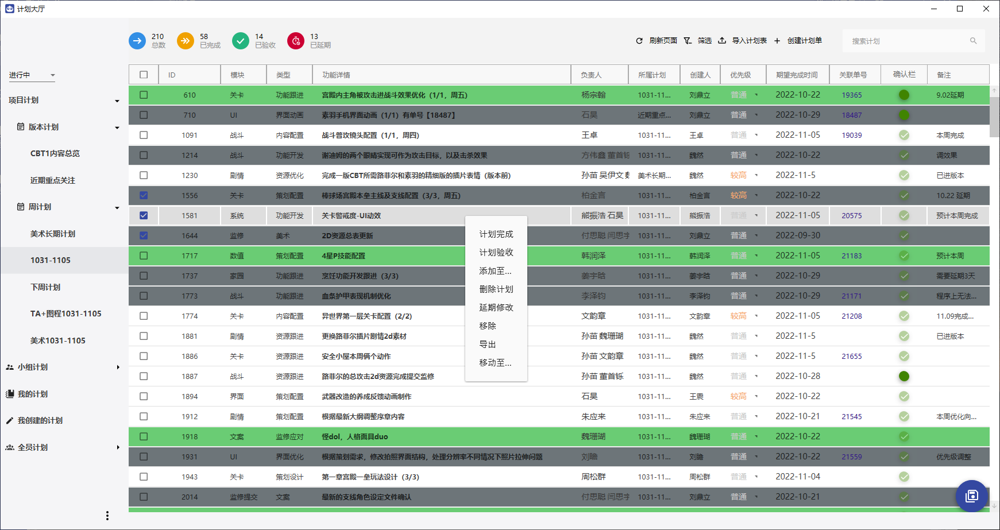 计划大厅
210
总数
58
已完成
14
已验收
13
已延期
刷新页面 筛选 导入计划表 创建计划单
搜索计划
进行中
项目计划
版本计划
CBT1内容总览
近期重点关注
周计划
美术长期计划
1031-1105
下周计划
TA+图程1031-1105
美术1031-1105
小组计划
我的计划
我创建的计划
全员计划
ID 模块 类型 功能详情 负责人 所属计划 创建人 优先级 期望完成时间 关联单号 确认栏 备注
610 关卡 功能跟进 宫殿内主角被攻击进战斗效果优化（1/1，周五） 杨宗翰 1031-11... 刘鼎立 普通 2022-10-22 19365 9.02延期
710 UI 界面动画 素羽手机界面动画（1/1）有单号【18487】 石昊 近期重点... 刘鼎立 普通 2022-10-29 18487
1091 战斗 内容配置 战斗普攻镜头配置（1/1，周四） 王卓 1031-11... 王卓 普通 2022-11-05 19039 本周完成
1214 战斗 功能开发 谢迪姆的两个眼睛实现可作为攻击目标，以及击杀效果 方伟鑫 董首铄 1031-11... 魏然 普通 2022-10-22 调效果
1230 剧情 资源优化 完成一版CBT所需路菲尔和素羽的精细版的插片表情（版本前） 孙苗 吴伊文 美术长期... 魏然 较高 2022-11-5 已进版本
1556 关卡 策划配置 棒球场宫殿本垒主线及支线配置（3/3，周五） 柏金言 1031-11... 柏金言 较高 2022-10-22 10.22 延期
1581 系统 功能开发 关卡警戒度-UI动效 熊振浩 石昊 1031-11... 熊振浩 普通 2022-11-05 20575 预计本周完成
1644 监修 美术 2D资源总表更新 付思聪 闫思宇 1031-11... 刘鼎立 普通 2022-09-30
1717 数值 策划配置 4星P技能配置 韩润泽 1031-11... 韩润泽 普通 2022-11-05 21183 预计本周
1737 家园 功能跟进 烹饪功能开发跟进（3/3） 姜宇晗 1031-11... 姜宇晗 普通 2022-10-29 需要延期3天
1773 战斗 功能跟进 血条护甲表现机制优化 李泽钧 1031-11... 李泽钧 普通 2022-10-29 21171 程序上无法...
1774 关卡 内容配置 异世界第一层关卡配置（2/2） 文韵章 1031-11... 文韵章 较高 2022-11-05 21208 11.09完成...
1881 剧情 资源跟进 更换路菲尔插片剧情2d素材 孙苗 魏珊瑚 1031-11... 魏然 普通 2022-11-5 已进版本
1886 关卡 资源跟进 安全小屋本周俩个动作 孙苗 文韵章 1031-11... 魏然 普通 2022-11-5 21655
1887 战斗 资源跟进 路菲尔的总攻击2d资源完成提交监修 孙苗 董首铄 1031-11... 魏然 普通 2022-10-28
1894 界面 策划配置 武器改造的养成反馈动画制作 石昊 1031-11... 王震 较高 2022-10-22
1912 剧情 策划配置 根据最新大纲调整序章内容 朱应来 1031-11... 朱应来 普通 2022-10-21 21545 本周优化向...
1918 文案 监修应对 怪dol，人格面具duo 魏珊瑚 1031-11... 魏珊瑚 普通 2022-10-22
1931 UI 界面优化 根据策划需求，修改拍照界面结构，处理分辨率不同情况下照片拉伸问题 刘瞻 1031-11... 刘瞻 普通 2022-10-22 21559 优先级调整
1943 关卡 策划设计 第一章宫殿一垒玩法设计（3/3） 周松群 1031-11... 周松群 普通 2022-11-04
2014 监修提交 文案 最新的支线角色设定文件确认 付思聪 闫思宇 1031-11... 刘鼎立 普通 2022-10-21
计划完成
计划验收
添加至...
删除计划
延期修改
移除
导出
移动至...